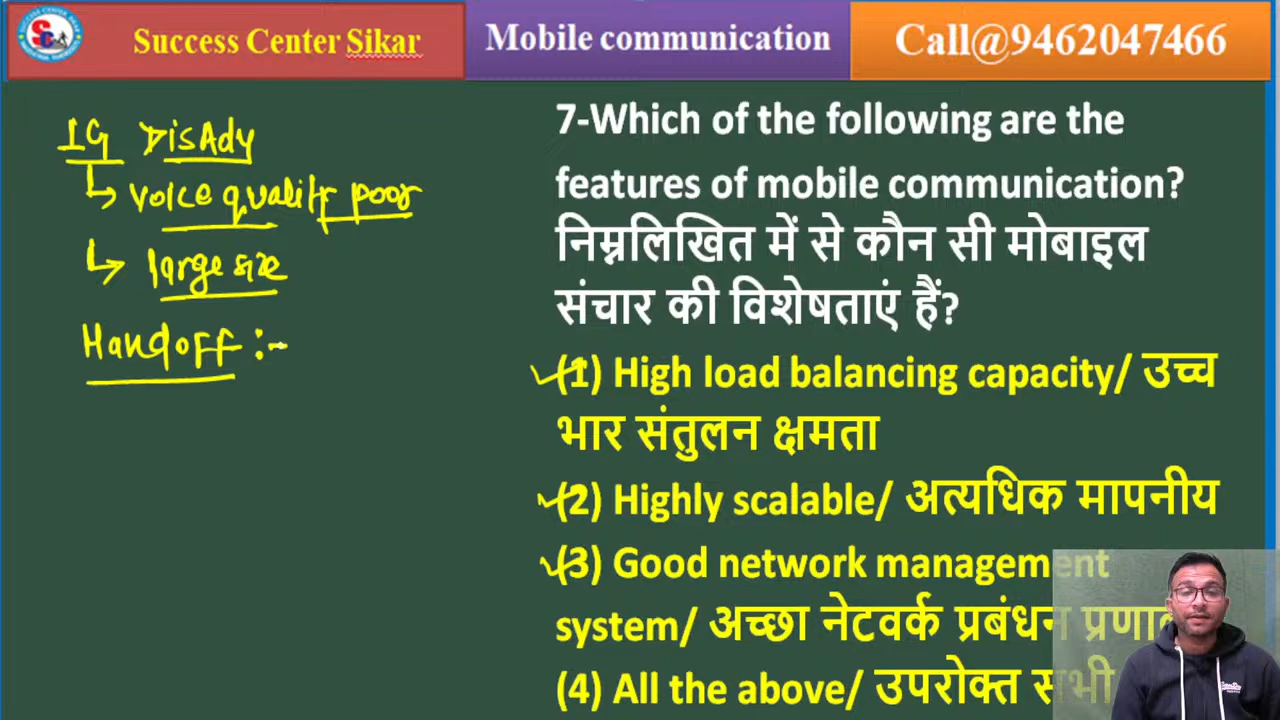 Success Center Sikar
Mobile communication
Call@9462047466
1G DisAdv
voice quality poor
large size
Handoff :-
7-Which of the following are the
features of mobile communication?
निम्नलिखित में से कौन सी मोबाइल
संचार की विशेषताएं हैं?
(1) High load balancing capacity/ उच्च
भार संतुलन क्षमता
(2) Highly scalable/ अत्यधिक मापनीय
(3) Good network management
system/ अच्छा नेटवर्क प्रबंधन
(4) All the above/ उपरोक्त सभी